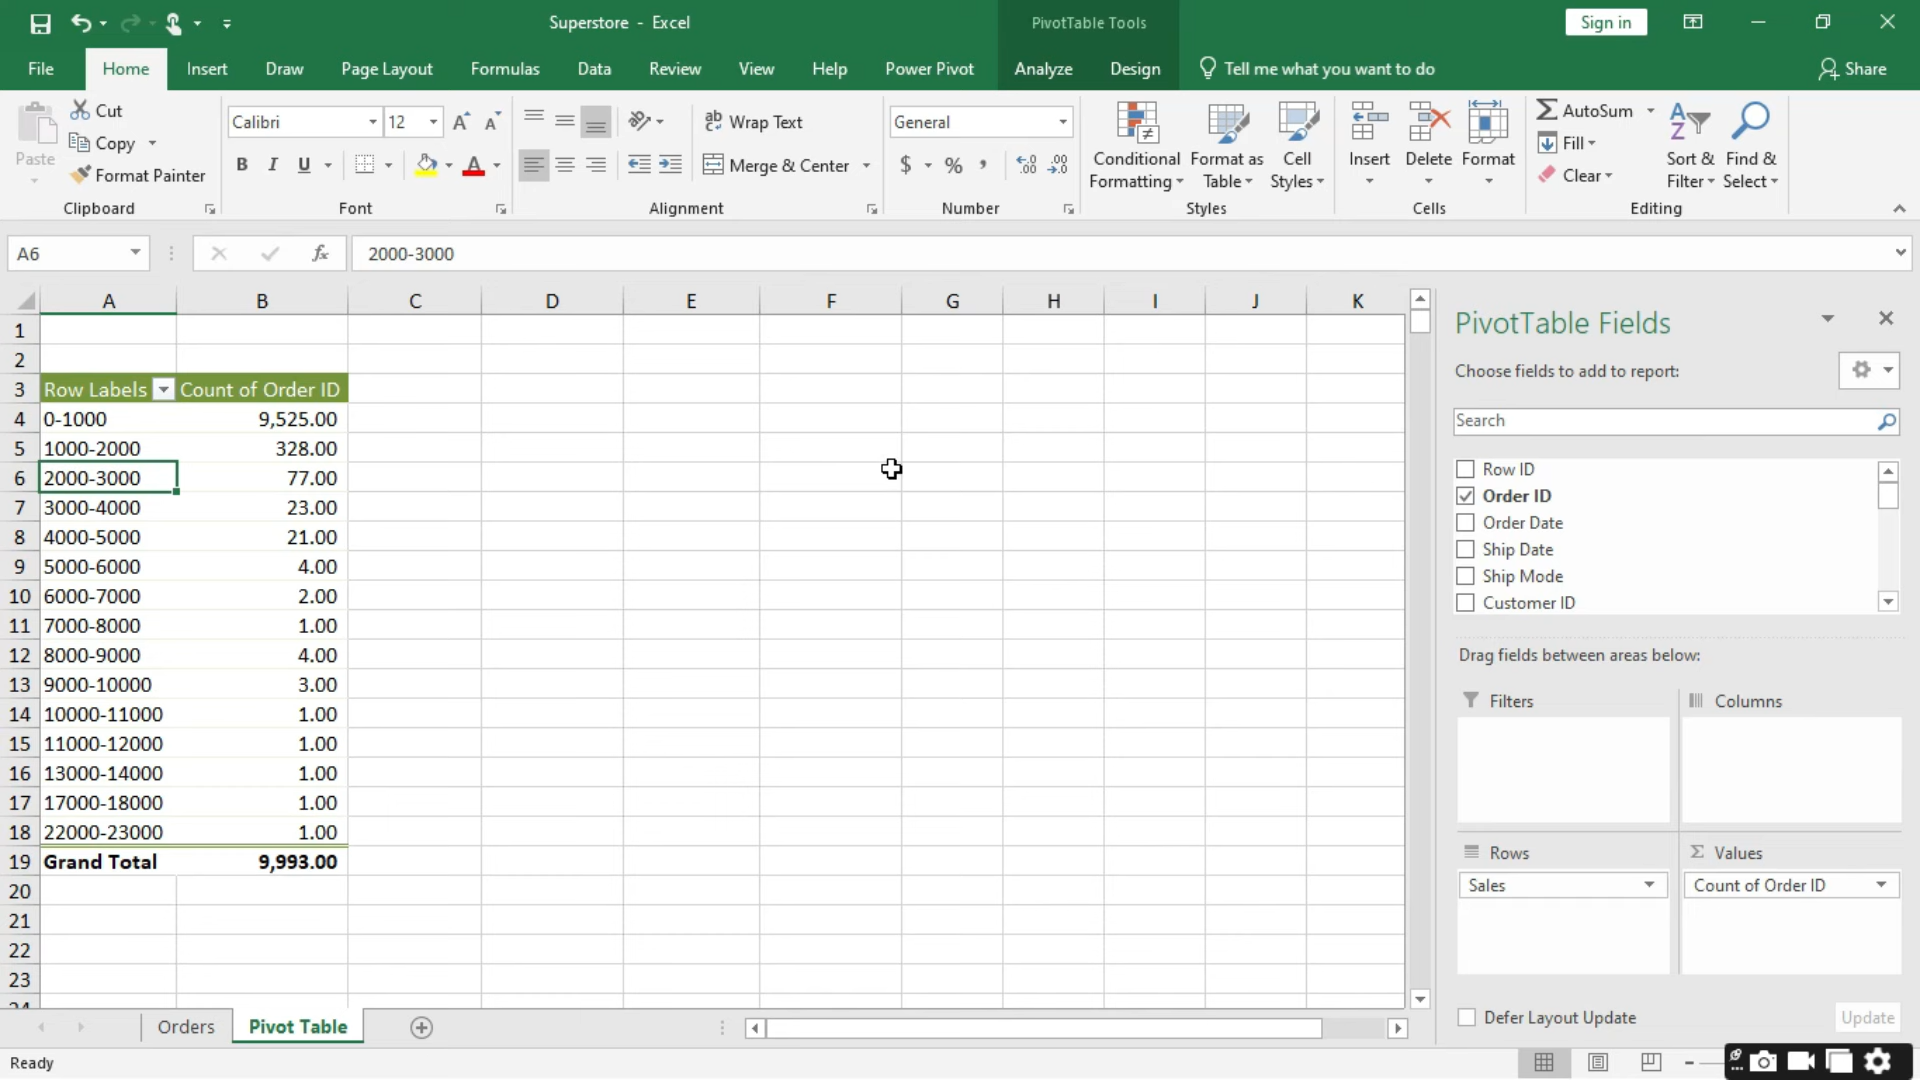 Superstore - Excel
PivotTable Tools
Sign in
File Home Insert Draw Page Layout Formulas Data Review View Help Power Pivot Analyze Design Tell me what you want to do Share
Paste
Cut
Copy
Format Painter
Clipboard
Calibri 12
B I U A
Font
Wrap Text
Merge & Center
Alignment
General
$ % ,
Number
Conditional Formatting
Format as Table
Cell Styles
Styles
Insert
Delete
Format
Cells
AutoSum
Fill
Clear
Sort & Filter
Find & Select
Editing
A6 fx 2000-3000
A B C D E F G H I J K
1
2
3 Row Labels Count of Order ID
4 0-1000 9,525.00
5 1000-2000 328.00
6 2000-3000 77.00
7 3000-4000 23.00
8 4000-5000 21.00
9 5000-6000 4.00
10 6000-7000 2.00
11 7000-8000 1.00
12 8000-9000 4.00
13 9000-10000 3.00
14 10000-11000 1.00
15 11000-12000 1.00
16 13000-14000 1.00
17 17000-18000 1.00
18 22000-23000 1.00
19 Grand Total 9,993.00
20
21
22
23
24
PivotTable Fields
Choose fields to add to report:
Search
Row ID
Order ID
Order Date
Ship Date
Ship Mode
Customer ID
Drag fields between areas below:
Filters
Columns
Rows
Values
Sales
Count of Order ID
Defer Layout Update
Update
Orders
Pivot Table
Ready